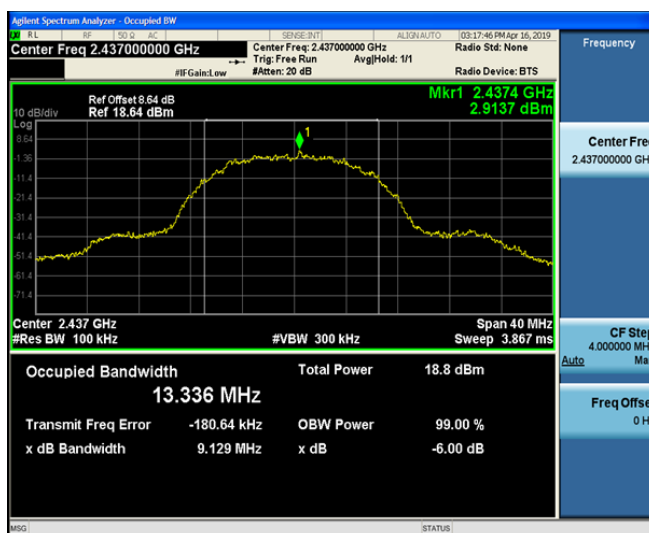 Agilent Spectrum Analyzer - Occupied BW
RL RF 50 Ω AC SENSE:INT ALIGN AUTO 03:17:46 PM Apr 16, 2019
Center Freq 2.437000000 GHz
Center Freq: 2.437000000 GHz
Radio Std: None
Trig: Free Run Avg|Hold: 1/1
#IFGain:Low #Atten: 20 dB Radio Device: BTS
Frequency
Ref Offset 8.64 dB
Mkr1 2.4374 GHz
10 dB/div Ref 18.64 dBm
2.9137 dBm
Log
8.64
1
-1.36
-11.4
-21.4
-31.4
-41.4
-51.4
-61.4
-71.4
Center Fre
2.437000000 GH
Center 2.437 GHz Span 40 MHz
#Res BW 100 kHz #VBW 300 kHz Sweep 3.867 ms
CF Ste
4.000000 MH
Auto Ma
Occupied Bandwidth Total Power 18.8 dBm
13.336 MHz
Transmit Freq Error -180.64 kHz OBW Power 99.00 %
x dB Bandwidth 9.129 MHz x dB -6.00 dB
Freq Offse
0 H
MSG STATUS